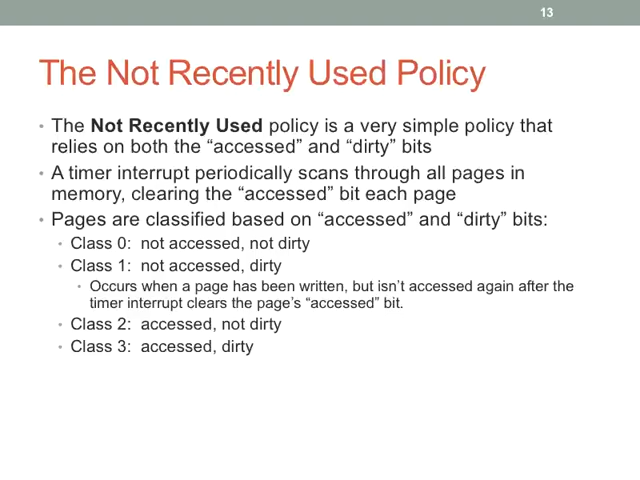 13
The Not Recently Used Policy
• The Not Recently Used policy is a very simple policy that
relies on both the “accessed” and “dirty” bits
• A timer interrupt periodically scans through all pages in
memory, clearing the “accessed” bit each page
• Pages are classified based on “accessed” and “dirty” bits:
• Class 0: not accessed, not dirty
• Class 1: not accessed, dirty
• Occurs when a page has been written, but isn’t accessed again after the
timer interrupt clears the page’s “accessed” bit.
• Class 2: accessed, not dirty
• Class 3: accessed, dirty